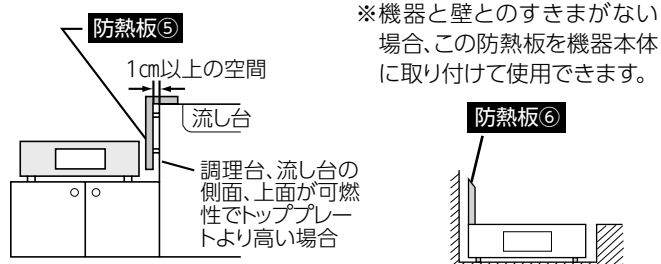 防熱板⑤
1㎝以上の空間
流し台
調理台、流し台の
側面、上面が可燃
性でトッププレー
トより高い場合
※機器と壁とのすきまがない
場合、この防熱板を機器本体
に取り付けて使用できます。
防熱板⑥